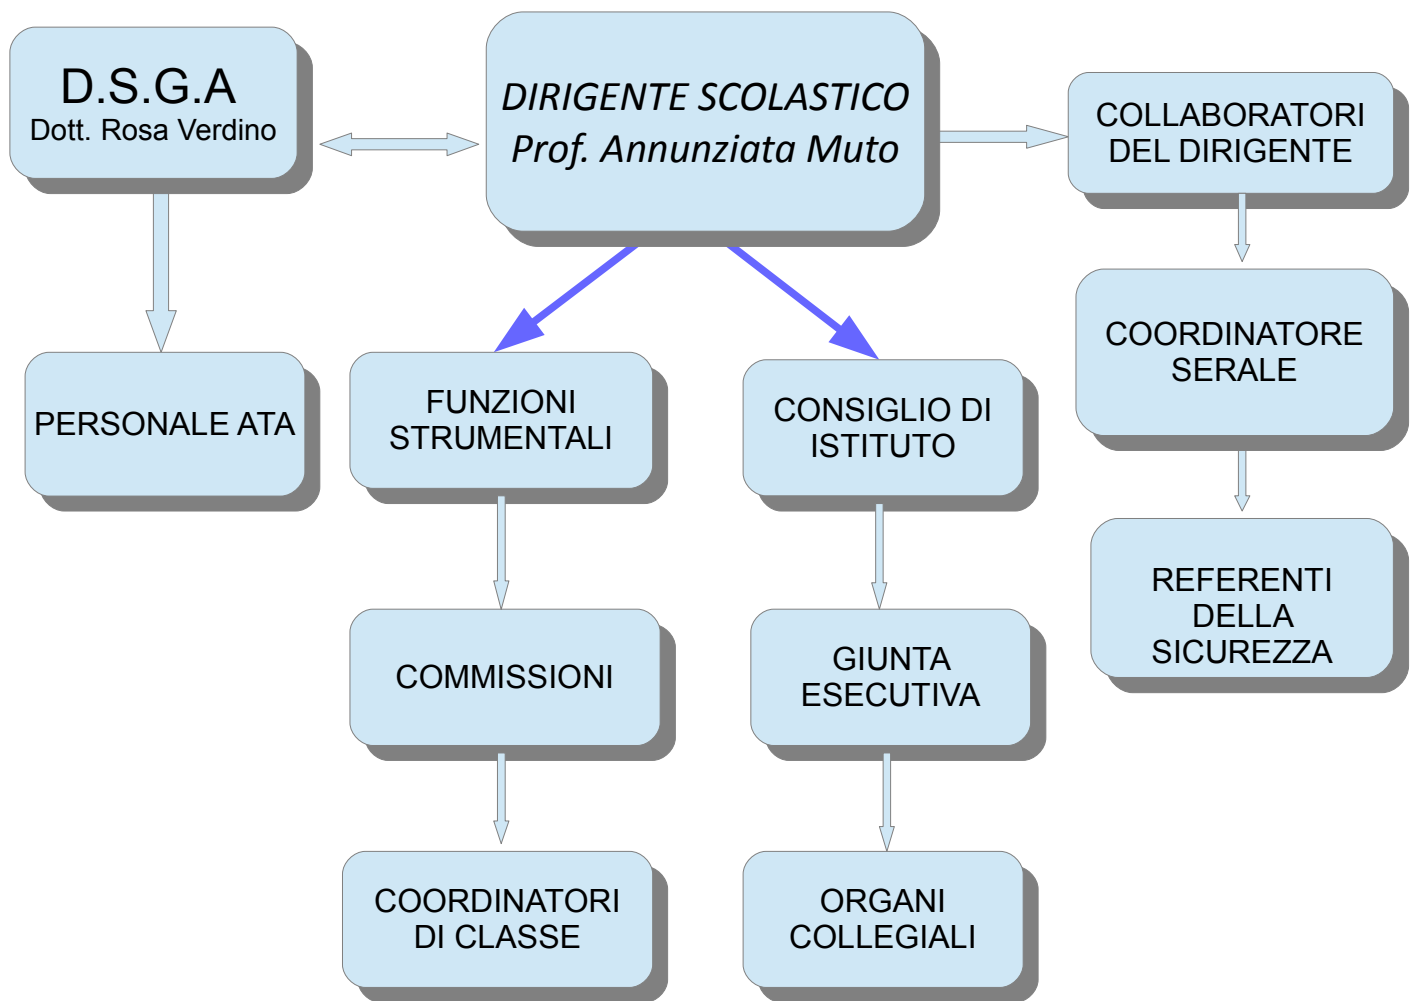 D.S.G.A
Dott. Rosa Verdino
DIRIGENTE SCOLASTICO
Prof. Annunziata Muto
COLLABORATORI
DEL DIRIGENTE
COORDINATORE
SERALE
PERSONALE ATA
FUNZIONI
STRUMENTALI
CONSIGLIO DI
ISTITUTO
REFERENTI
DELLA
SICUREZZA
COMMISSIONI
GIUNTA
ESECUTIVA
COORDINATORI
DI CLASSE
ORGANI
COLLEGIALI